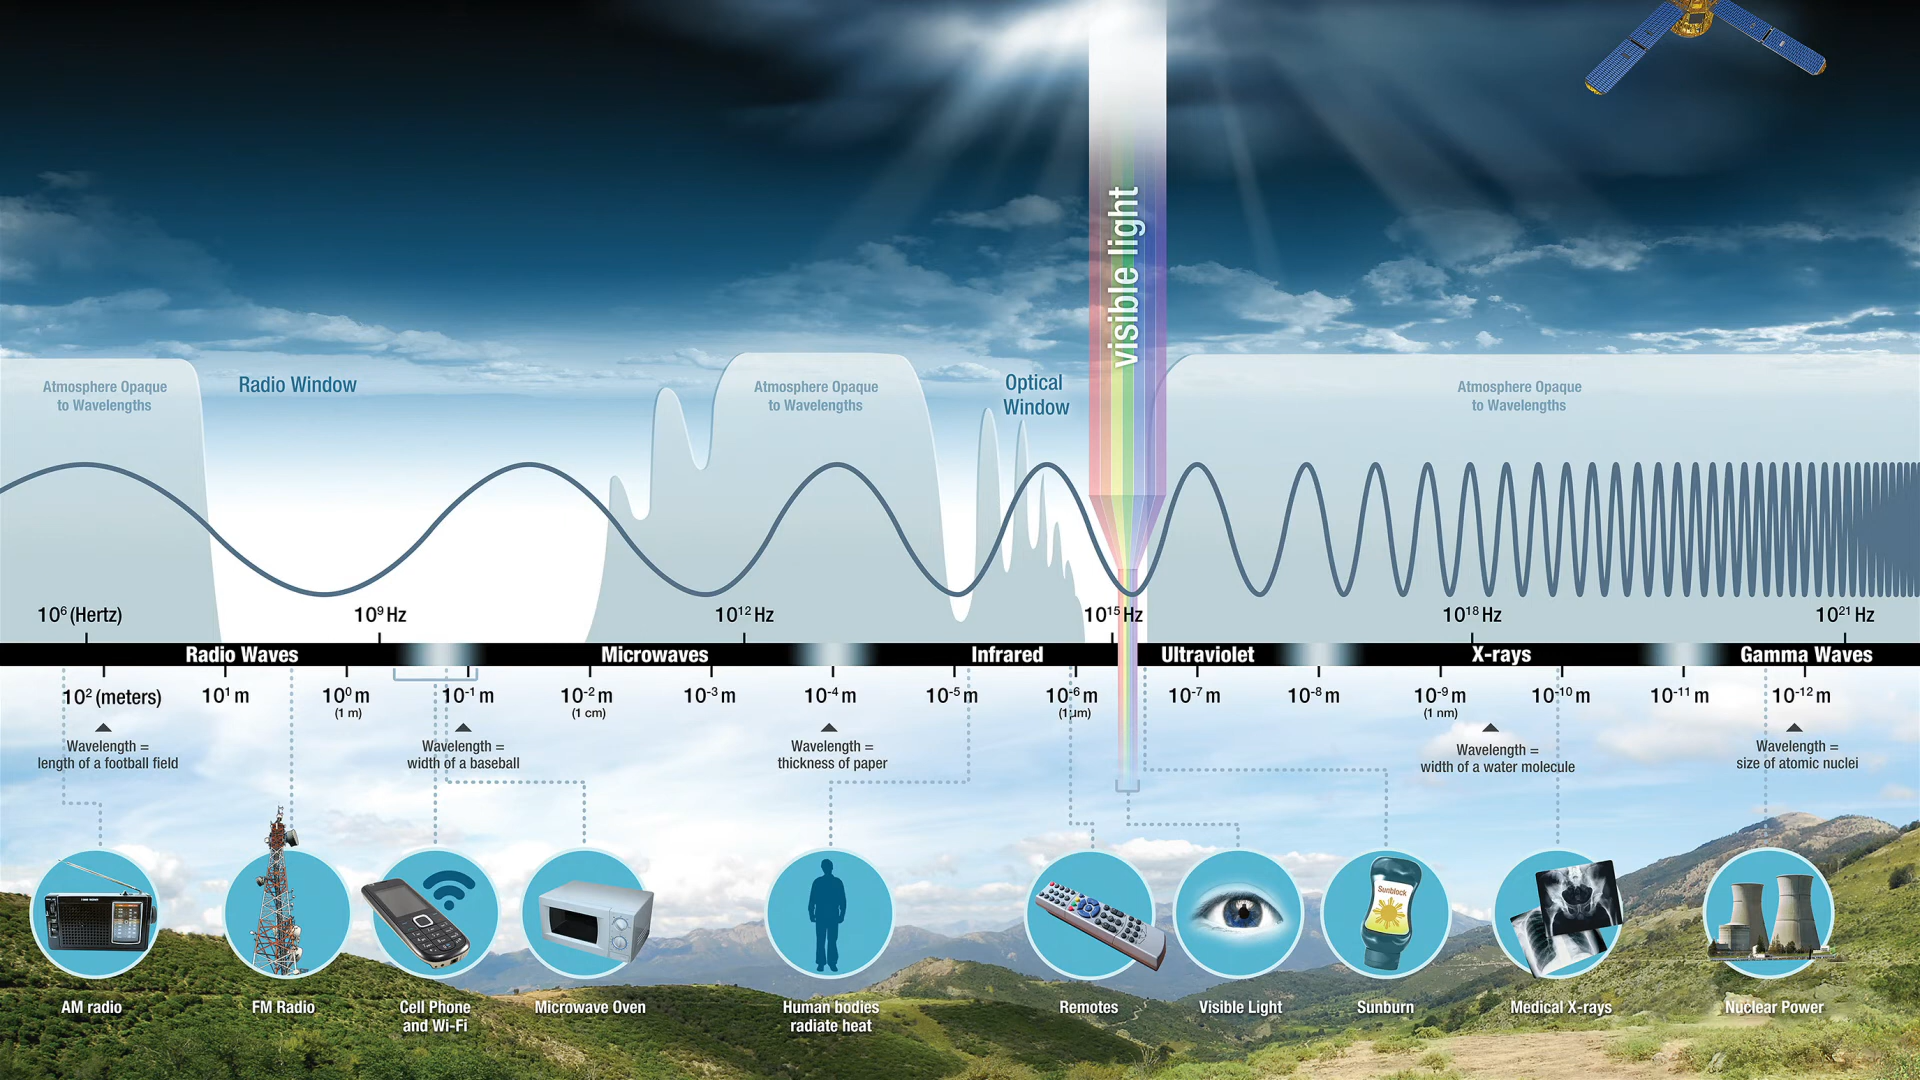 visible light
Atmosphere Opaque
to Wavelengths
Radio Window
Atmosphere Opaque
to Wavelengths
Optical
Window
Atmosphere Opaque
to Wavelengths
10⁶ (Hertz)
10⁹ Hz
10¹² Hz
10¹⁵ Hz
10¹⁸ Hz
10²¹ Hz
Radio Waves
Microwaves
Infrared
Ultraviolet
X-rays
Gamma Waves
10² (meters)
10¹ m
10⁰ m
(1 m)
10⁻¹ m
10⁻² m
(1 cm)
10⁻³ m
10⁻⁴ m
10⁻⁵ m
10⁻⁶ m
(1μm)
10⁻⁷ m
10⁻⁸ m
10⁻⁹ m
(1 nm)
10⁻¹⁰ m
10⁻¹¹ m
10⁻¹² m
Wavelength =
length of a football field
Wavelength =
width of a baseball
Wavelength =
thickness of paper
Wavelength =
width of a water molecule
Wavelength =
size of atomic nuclei
Sunblock
AM radio
FM Radio
Cell Phone
and Wi-Fi
Microwave Oven
Human bodies
radiate heat
Remotes
Visible Light
Sunburn
Medical X-rays
Nuclear Power